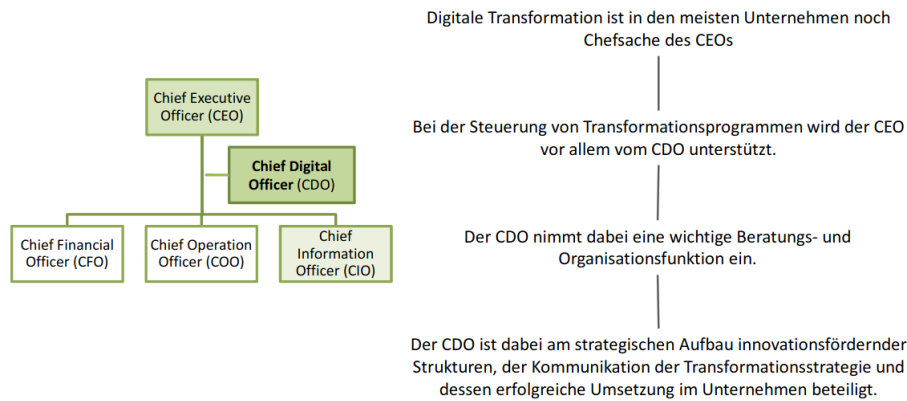 Chief Executive
Officer (CEO)
Chief Digital
Officer (CDO)
Chief Financial
Officer (CFO)
Chief Operation
Officer (COO)
Chief
Information
Officer (CIO)
Digitale Transformation ist in den meisten Unternehmen noch
Chefsache des CEOs
Bei der Steuerung von Transformationsprogrammen wird der CEO
vor allem vom CDO unterstützt.
Der CDO nimmt dabei eine wichtige Beratungs- und
Organisationsfunktion ein.
Der CDO ist dabei am strategischen Aufbau innovationsfördernder
Strukturen, der Kommunikation der Transformationsstrategie und
dessen erfolgreiche Umsetzung im Unternehmen beteiligt.